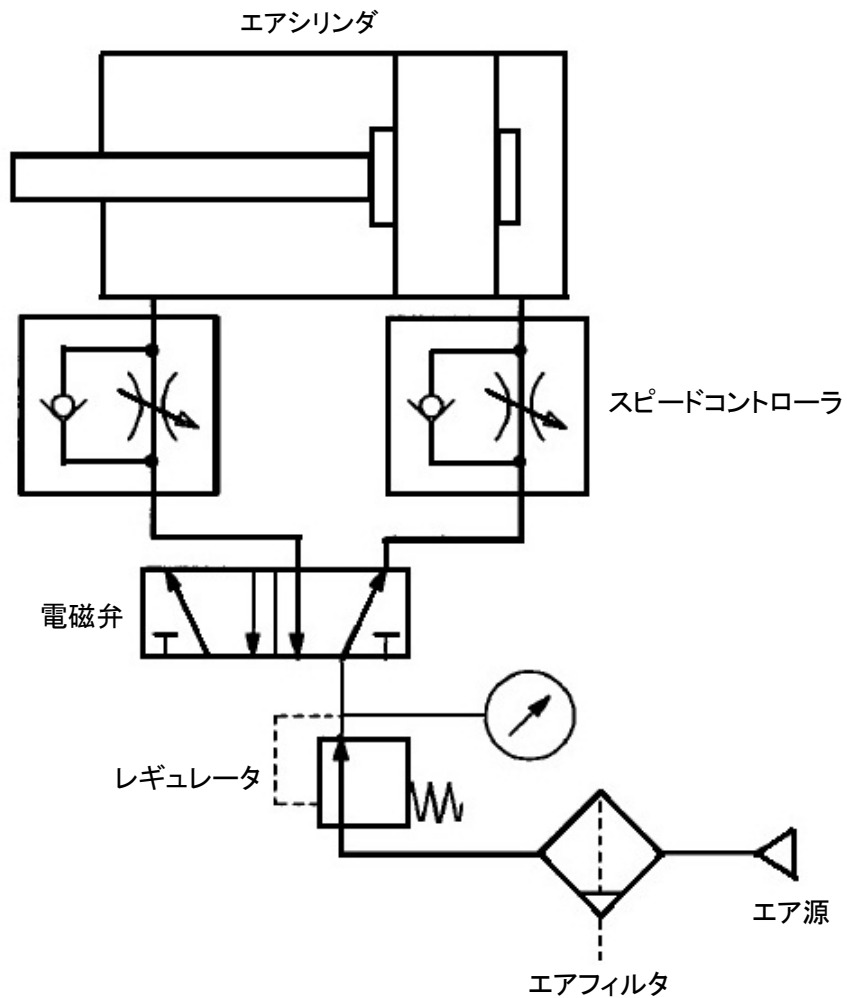 エアシリンダ
スピードコントローラ
電磁弁
レギュレータ
エア源
エアフィルタ